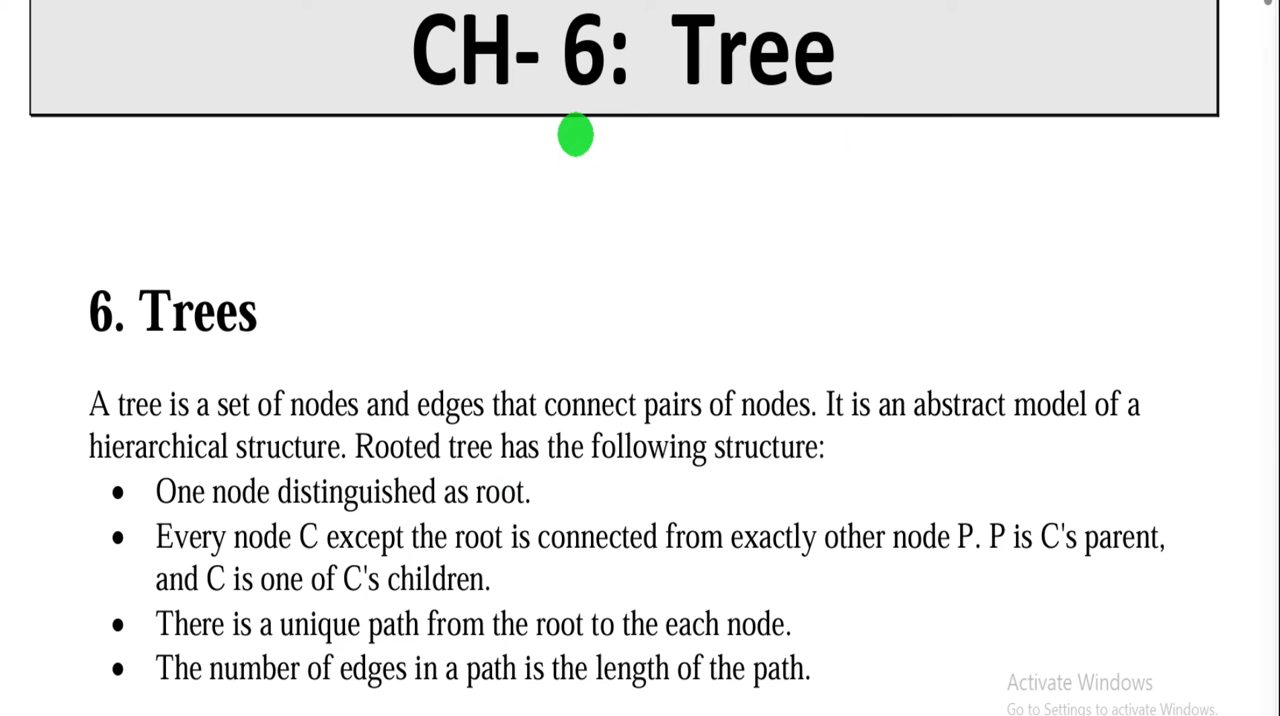 CH- 6: Tree
6. Trees
A tree is a set of nodes and edges that connect pairs of nodes. It is an abstract model of a
hierarchical structure. Rooted tree has the following structure:
• One node distinguished as root.
• Every node C except the root is connected from exactly other node P. P is C's parent,
and C is one of C's children.
• There is a unique path from the root to the each node.
• The number of edges in a path is the length of the path.
Activate Windows
Go to Settings to activate Windows.